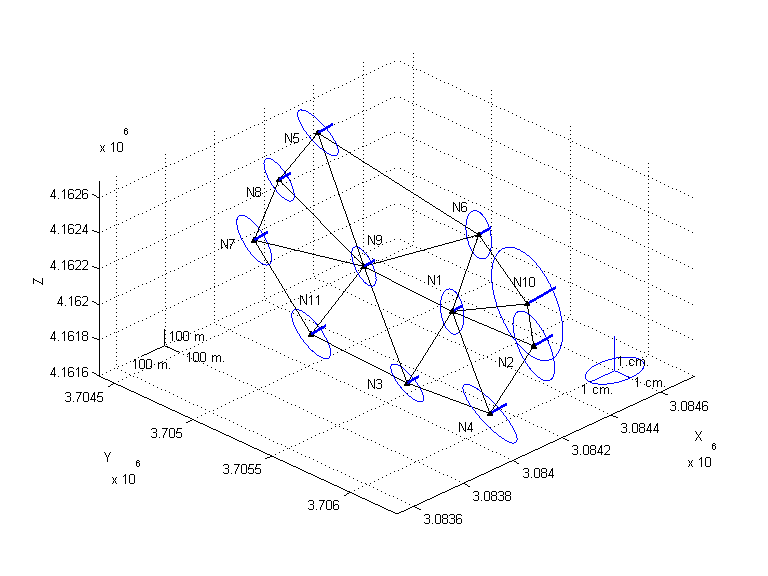 x 10^6
N5
4.1626
N8
N6
4.1624
N7
N9
4.1622
Z
N1
N10
4.162
N11
4.1618
100 m.
N2
100 m.
100 m.
1 cm.
4.1616
N3
1 cm.
1 cm.
3.7045
3.0846
N4
3.0844
3.705
X
Y
3.0842
x 10^6
3.7055
3.084
x 10^6
3.0838
3.706
3.0836